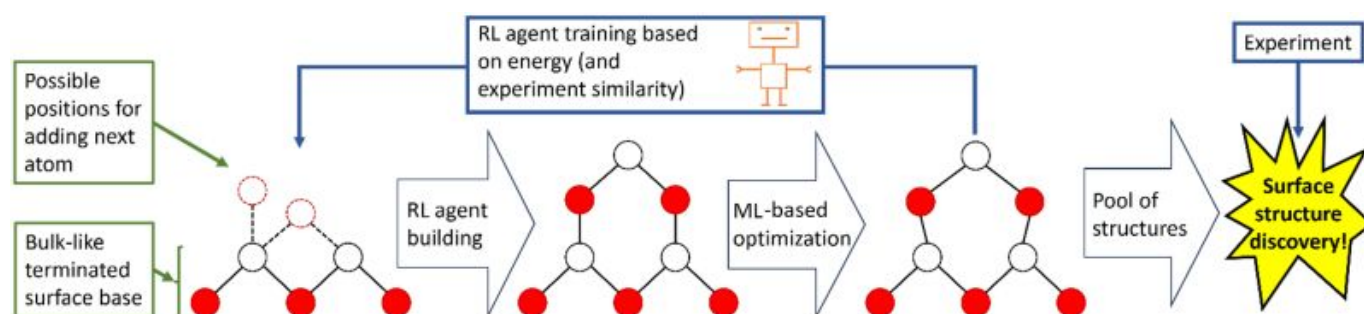 Possible
positions for
adding next
atom
Bulk-like
terminated
surface base
RL agent training based
on energy (and
experiment similarity)
RL agent
building
ML-based
optimization
Pool of
structures
Experiment
Surface
structure
discovery!